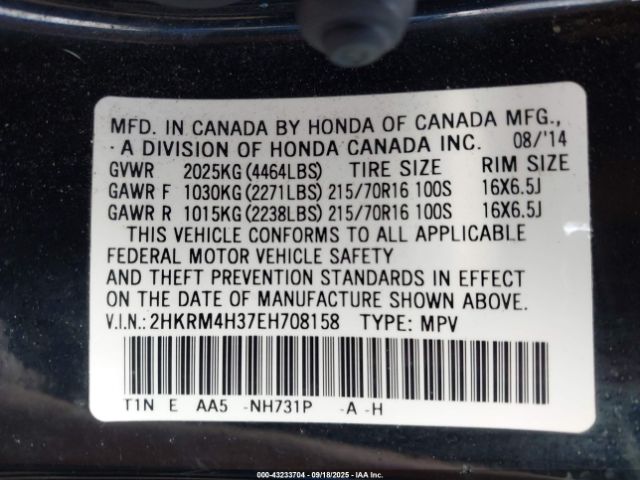 MFD. IN CANADA BY HONDA OF CANADA MFG.,
A DIVISION OF HONDA CANADA INC. 08/'14
GVWR 2025KG (4464LBS) TIRE SIZE RIM SIZE
GAWR F 1030KG (2271LBS) 215/70R16 100S 16X6.5J
GAWR R 1015KG (2238LBS) 215/70R16 100S 16X6.5J
THIS VEHICLE CONFORMS TO ALL APPLICABLE
FEDERAL MOTOR VEHICLE SAFETY
AND THEFT PREVENTION STANDARDS IN EFFECT
ON THE DATE OF MANUFACTURE SHOWN ABOVE.
V.I.N.: 2HKRM4H37EH708158 TYPE: MPV
T1N E AA5 -NH731P -A -H
000-43233704 - 09/18/2025 - IAA Inc.